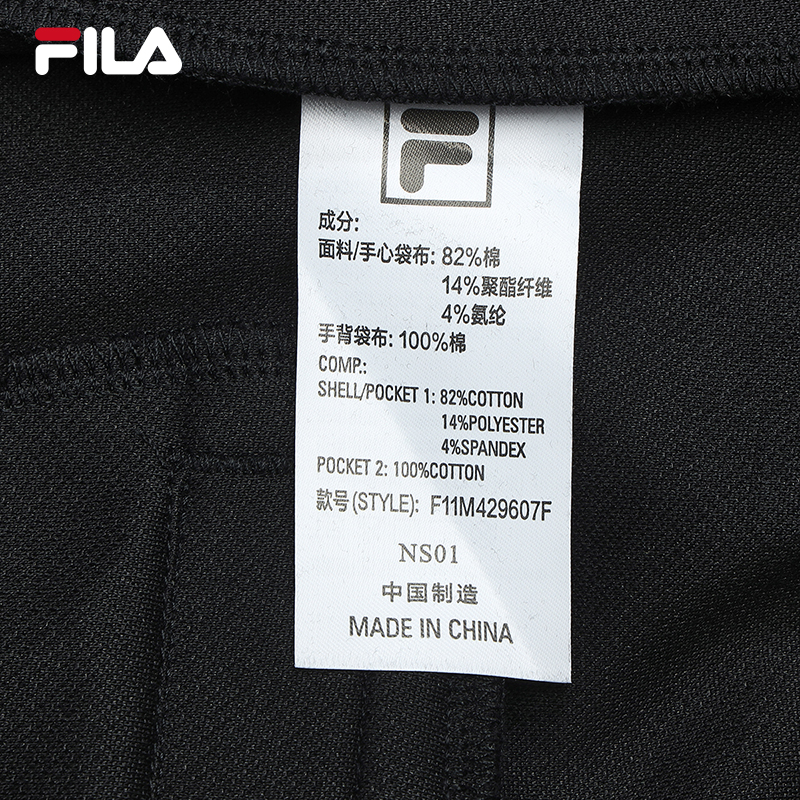 FILA
成分:
面料/手心袋布: 82%棉
14%聚酯纤维
4%氨纶
手背袋布: 100%棉
COMP.:
SHELL/POCKET 1: 82%COTTON
14%POLYESTER
4%SPANDEX
POCKET 2: 100%COTTON
款号(STYLE): F11M429607F
NS01
中国制造
MADE IN CHINA